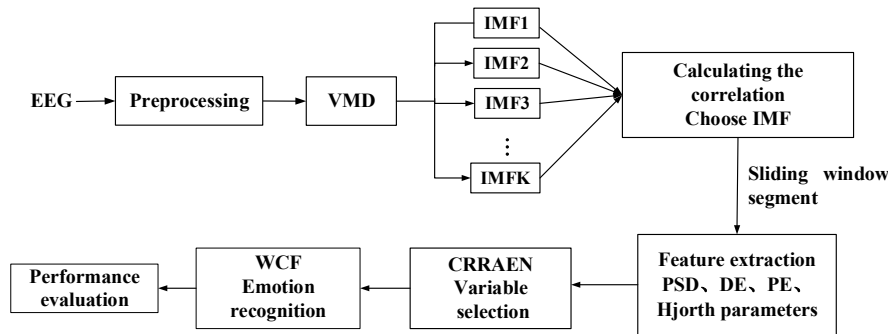 EEG
Preprocessing
VMD
IMF1
IMF2
IMF3
⋮
IMFK
Calculating the
correlation
Choose IMF
Sliding window
segment
Feature extraction
PSD、DE、PE、
Hjorth parameters
CRRAEN
Variable
selection
WCF
Emotion
recognition
Performance
evaluation